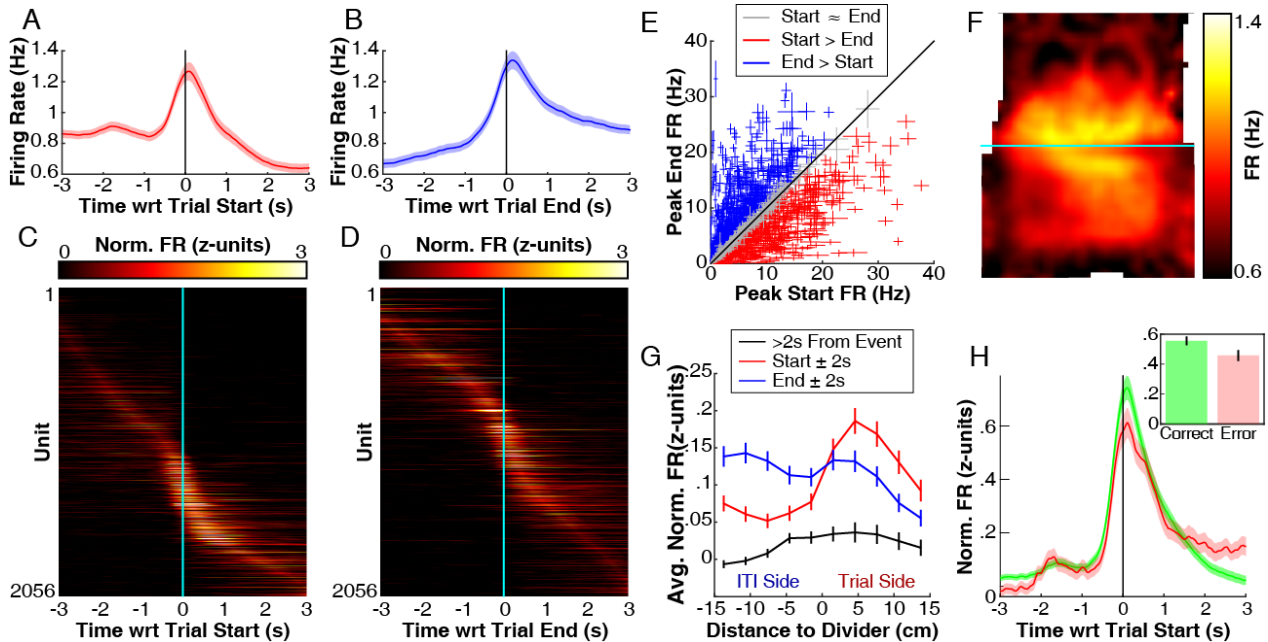 A
Firing Rate (Hz)
1.4
1.2
1
0.8
0.6
-3 -2 -1 0 1 2 3
Time wrt Trial Start (s)
B
Firing Rate (Hz)
1.4
1.2
1
0.8
0.6
-3 -2 -1 0 1 2 3
Time wrt Trial End (s)
C
Norm. FR (z-units)
0 3
1
Unit
2056
-3 -2 -1 0 1 2 3
Time wrt Trial Start (s)
D
Norm. FR (z-units)
0 3
1
2056
-3 -2 -1 0 1 2 3
Time wrt Trial End (s)
E
Start ≈ End
Start > End
End > Start
Peak End FR (Hz)
40
30
20
10
0
0 10 20 30 40
Peak Start FR (Hz)
F
1.4
FR (Hz)
0.6
G
>2s From Event
Start ± 2s
End ± 2s
Avg. Norm. FR(z-units)
.25
.2
.15
.1
.05
0
ITI Side Trial Side
-15 -10 -5 0 5 10 15
Distance to Divider (cm)
H
Norm. FR (z-units)
.6
.4
.2
0
-3 -2 -1 0 1 2 3
Time wrt Trial Start (s)
.6
.4
.2
0
Correct Error